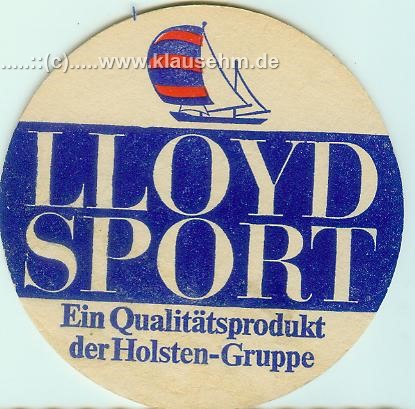 .....::(c)..... www.klausehm.de
LLOYD
SPORT
Ein Qualitätsprodukt
der Holsten-Gruppe